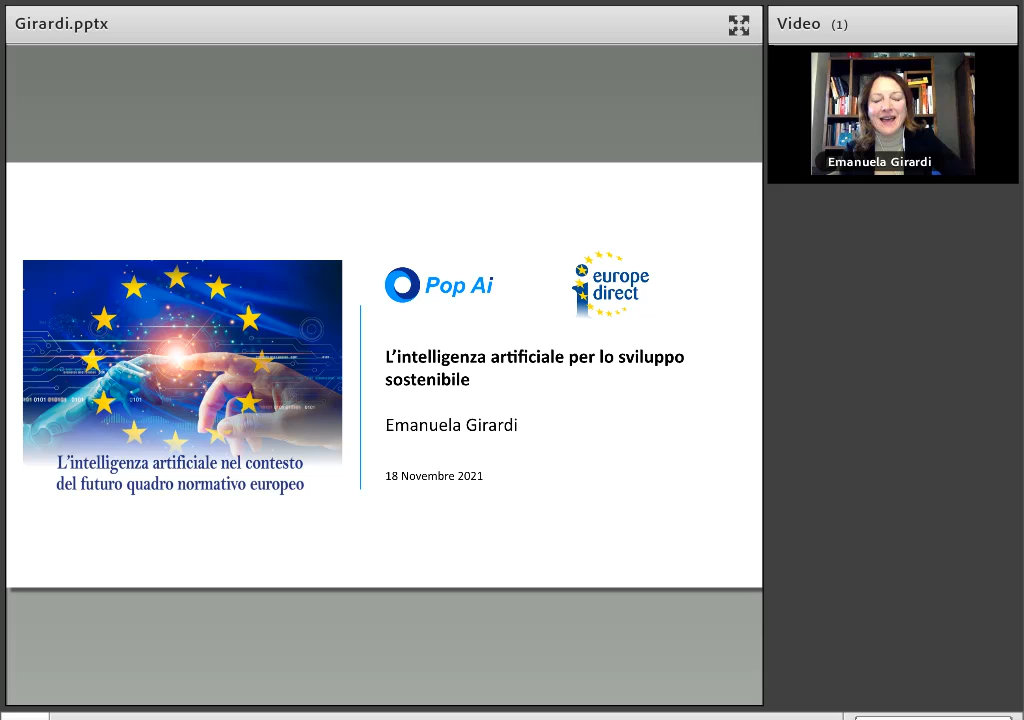 Girardi.pptx
Video (1)
Emanuela Girardi
Pop Ai
europe
direct
L'intelligenza artificiale per lo sviluppo
sostenibile
Emanuela Girardi
18 Novembre 2021
L'intelligenza artificiale nel contesto
del futuro quadro normativo europeo